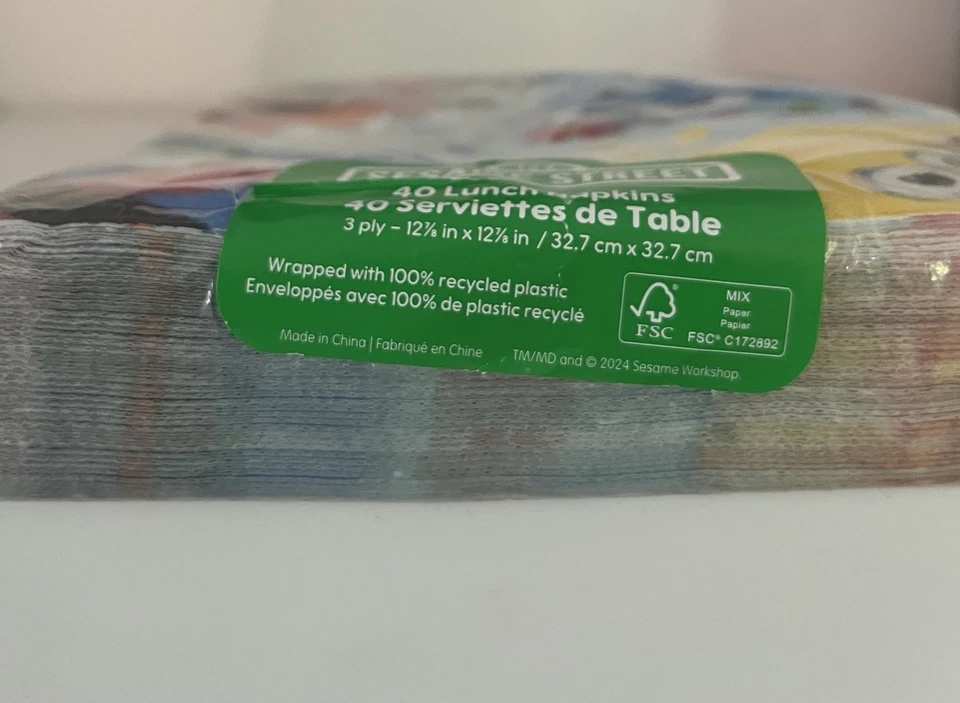 SESAME STREET
40 Lunch Napkins
40 Serviettes de Table
3 ply – 12⅞ in x 12⅞ in / 32.7 cm x 32.7 cm
Wrapped with 100% recycled plastic
Enveloppés avec 100% de plastique recyclé
MIX
Paper
Papier
FSC® C172892
FSC
Made in China | Fabriqué en Chine
TM/MD and © 2024 Sesame Workshop